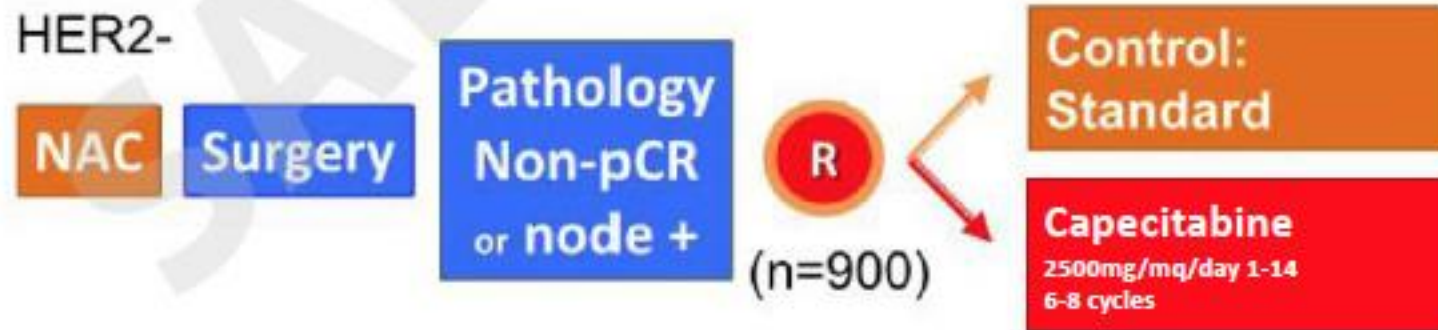 HER2-
NAC
Surgery
Pathology
Non-pCR
or node +
R
(n=900)
Control:
Standard
Capecitabine
2500mg/mq/day 1-14
6-8 cycles